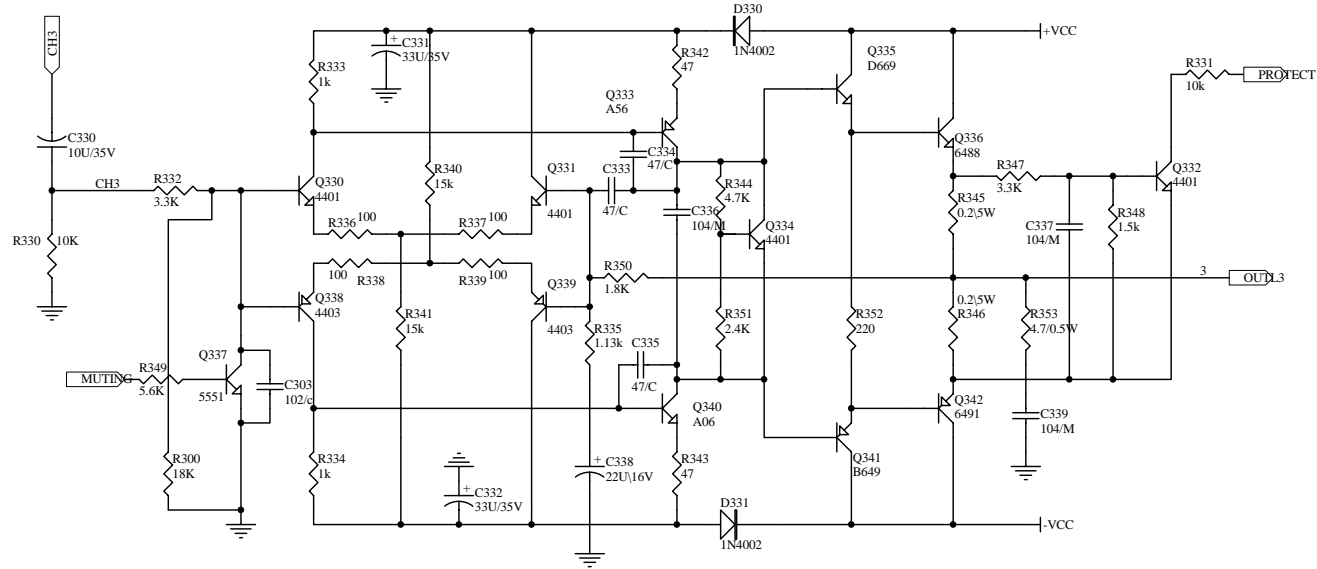 CH3
C330
10U/35V
CH3
R332
3.3K
R330
10K
MUTING
R349
5.6K
Q337
5551
C303
102/c
R300
18K
R333
1k
C331
33U/35V
Q330
4401
R336
100
R337
100
R340
15k
Q331
4401
100
R338
R339
100
Q338
4403
Q339
4403
R341
15k
R334
1k
C332
33U/35V
C338
22U\16V
R335
1.13k
R350
1.8K
C333
47/C
C334
47/C
C335
47/C
Q333
A56
R342
47
D330
1N4002
Q335
D669
+VCC
C336
104/M
R344
4.7K
Q334
4401
R351
2.4K
Q340
A06
R343
47
D331
1N4002
R352
220
Q341
B649
Q336
6488
R347
3.3K
R345
0.2\5W
0.2\5W
R346
Q342
6491
C337
104/M
R348
1.5k
R353
4.7/0.5W
C339
104/M
Q332
4401
R331
10k
PROTECT
3
OUTL3
-VCC